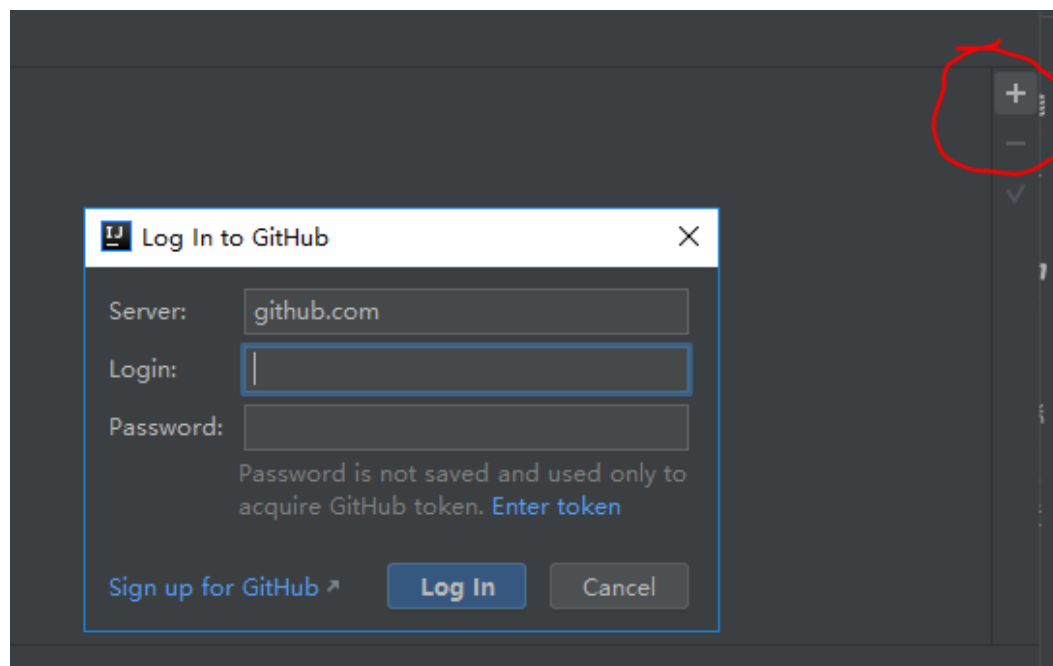 Log In to GitHub
Server:
github.com
Login:
Password:
Password is not saved and used only to
acquire GitHub token. Enter token
Sign up for GitHub
Log In
Cancel